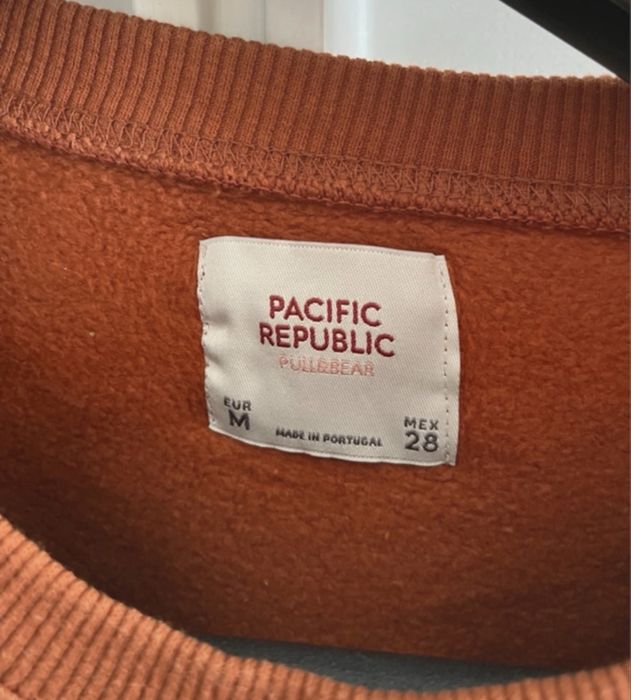 PACIFIC
REPUBLIC
PULL&BEAR
EUR
M
MADE IN PORTUGAL
MEX
28